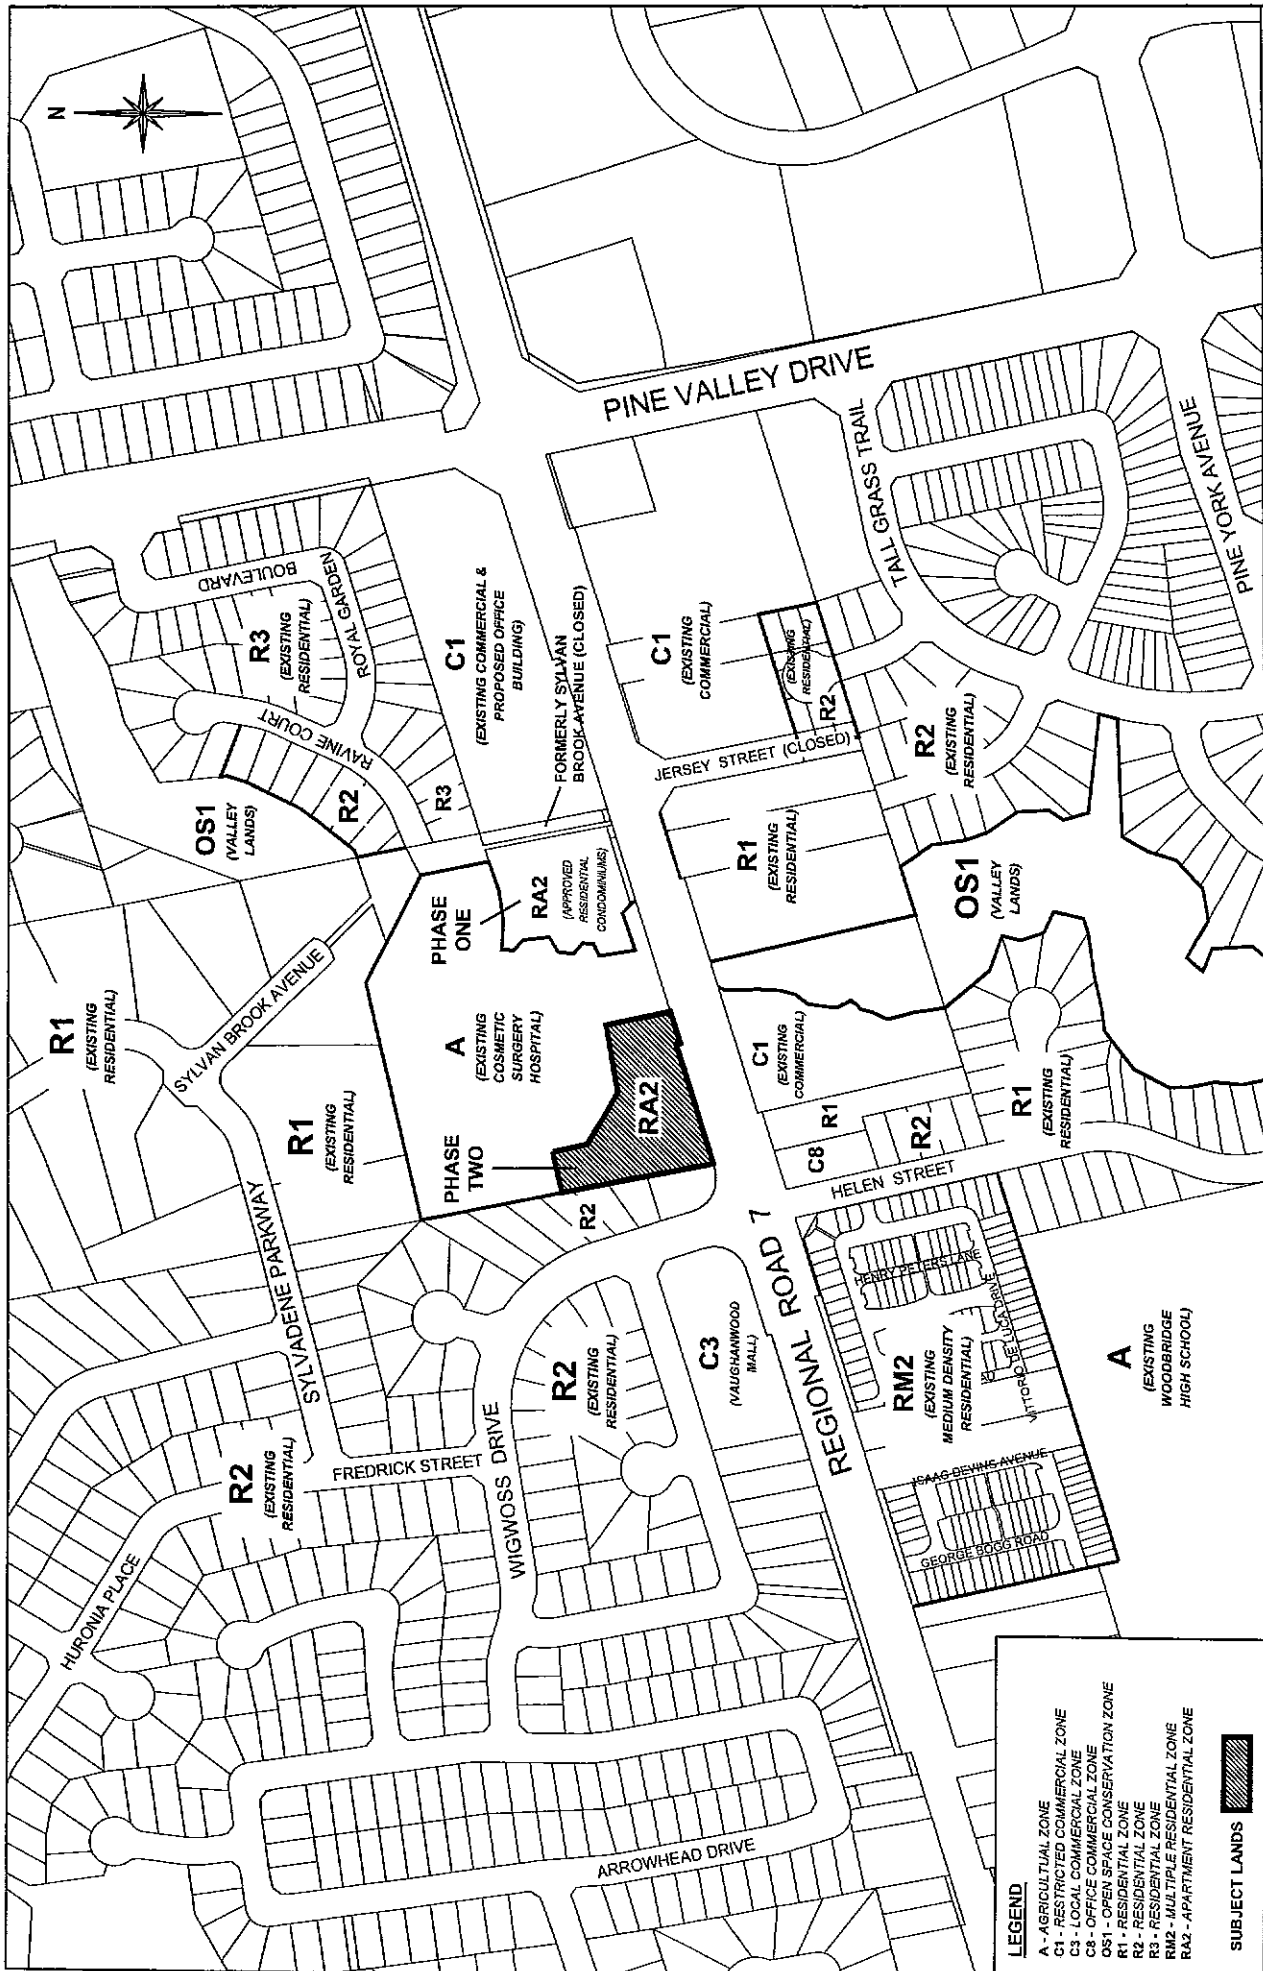 N
PINE VALLEY DRIVE
TALL GRASS TRAIL
PINE YORK AVENUE
BOULEVARD
ROYAL GARDEN
R3
(EXISTING
RESIDENTIAL)
RAVINE COURT
C1
(EXISTING COMMERCIAL &
PROPOSED OFFICE
BUILDING)
FORMERLY SYLVAN
BROOK AVENUE (CLOSED)
C1
(EXISTING
COMMERCIAL)
(EXISTING
RESIDENTIAL)
R2
JERSEY STREET (CLOSED)
R2
(EXISTING
RESIDENTIAL)
OS1
(VALLEY
LANDS)
R2
R3
R1
(EXISTING
RESIDENTIAL)
OS1
(VALLEY
LANDS)
PHASE
ONE
RA2
(APPROVED
RESIDENTIAL
CONDOMINIUMS)
R1
(EXISTING
RESIDENTIAL)
SYLVAN BROOK AVENUE
A
(EXISTING
COSMETIC
SURGERY
HOSPITAL)
RA2
PHASE
TWO
R1
(EXISTING
RESIDENTIAL)
C1
(EXISTING
COMMERCIAL)
R1
C8
R2
R1
(EXISTING
RESIDENTIAL)
HELEN STREET
SYLVADENE PARKWAY
R2
REGIONAL ROAD 7
HENRY PETERS LANE
VITTORIO DE LUCA DRIVE
RM2
(EXISTING
MEDIUM DENSITY
RESIDENTIAL)
ISAAC DEVINS AVENUE
GEORGE BOGG ROAD
A
(EXISTING
WOODBRIDGE
HIGH SCHOOL)
C3
(VAUGHANWOOD
MALL)
R2
(EXISTING
RESIDENTIAL)
WIGWOSS DRIVE
FREDRICK STREET
R2
(EXISTING
RESIDENTIAL)
HURONIA PLACE
ARROWHEAD DRIVE
LEGEND
A - AGRICULTUAL ZONE
C1 - RESTRICTED COMMERCIAL ZONE
C3 - LOCAL COMMERCIAL ZONE
C8 - OFFICE COMMERCIAL ZONE
OS1 - OPEN SPACE CONSERVATION ZONE
R1 - RESIDENTIAL ZONE
R2 - RESIDENTIAL ZONE
R3 - RESIDENTIAL ZONE
RM2 - MULTIPLE RESIDENTIAL ZONE
RA2 - APARTMENT RESIDENTIAL ZONE
SUBJECT LANDS